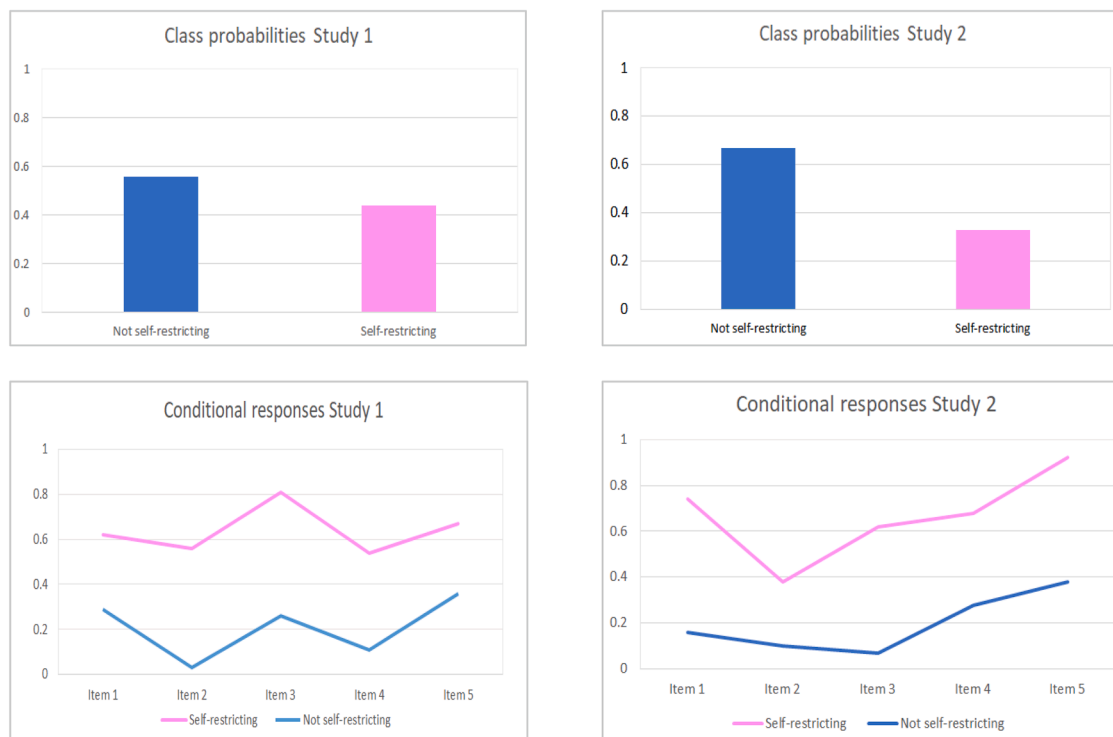 Class probabilities Study 1
1
0.8
0.6
0.4
0.2
0
Not self-restricting
Self-restricting
Class probabilities Study 2
1
0.8
0.6
0.4
0.2
0
Not self-restricting
Self-restricting
Conditional responses Study 1
1
0.8
0.6
0.4
0.2
0
Item 1 Item 2 Item 3 Item 4 Item 5
Self-restricting Not self-restricting
Conditional responses Study 2
1
0.8
0.6
0.4
0.2
0
Item 1 Item 2 Item 3 Item 4 Item 5
Self-restricting Not self-restricting